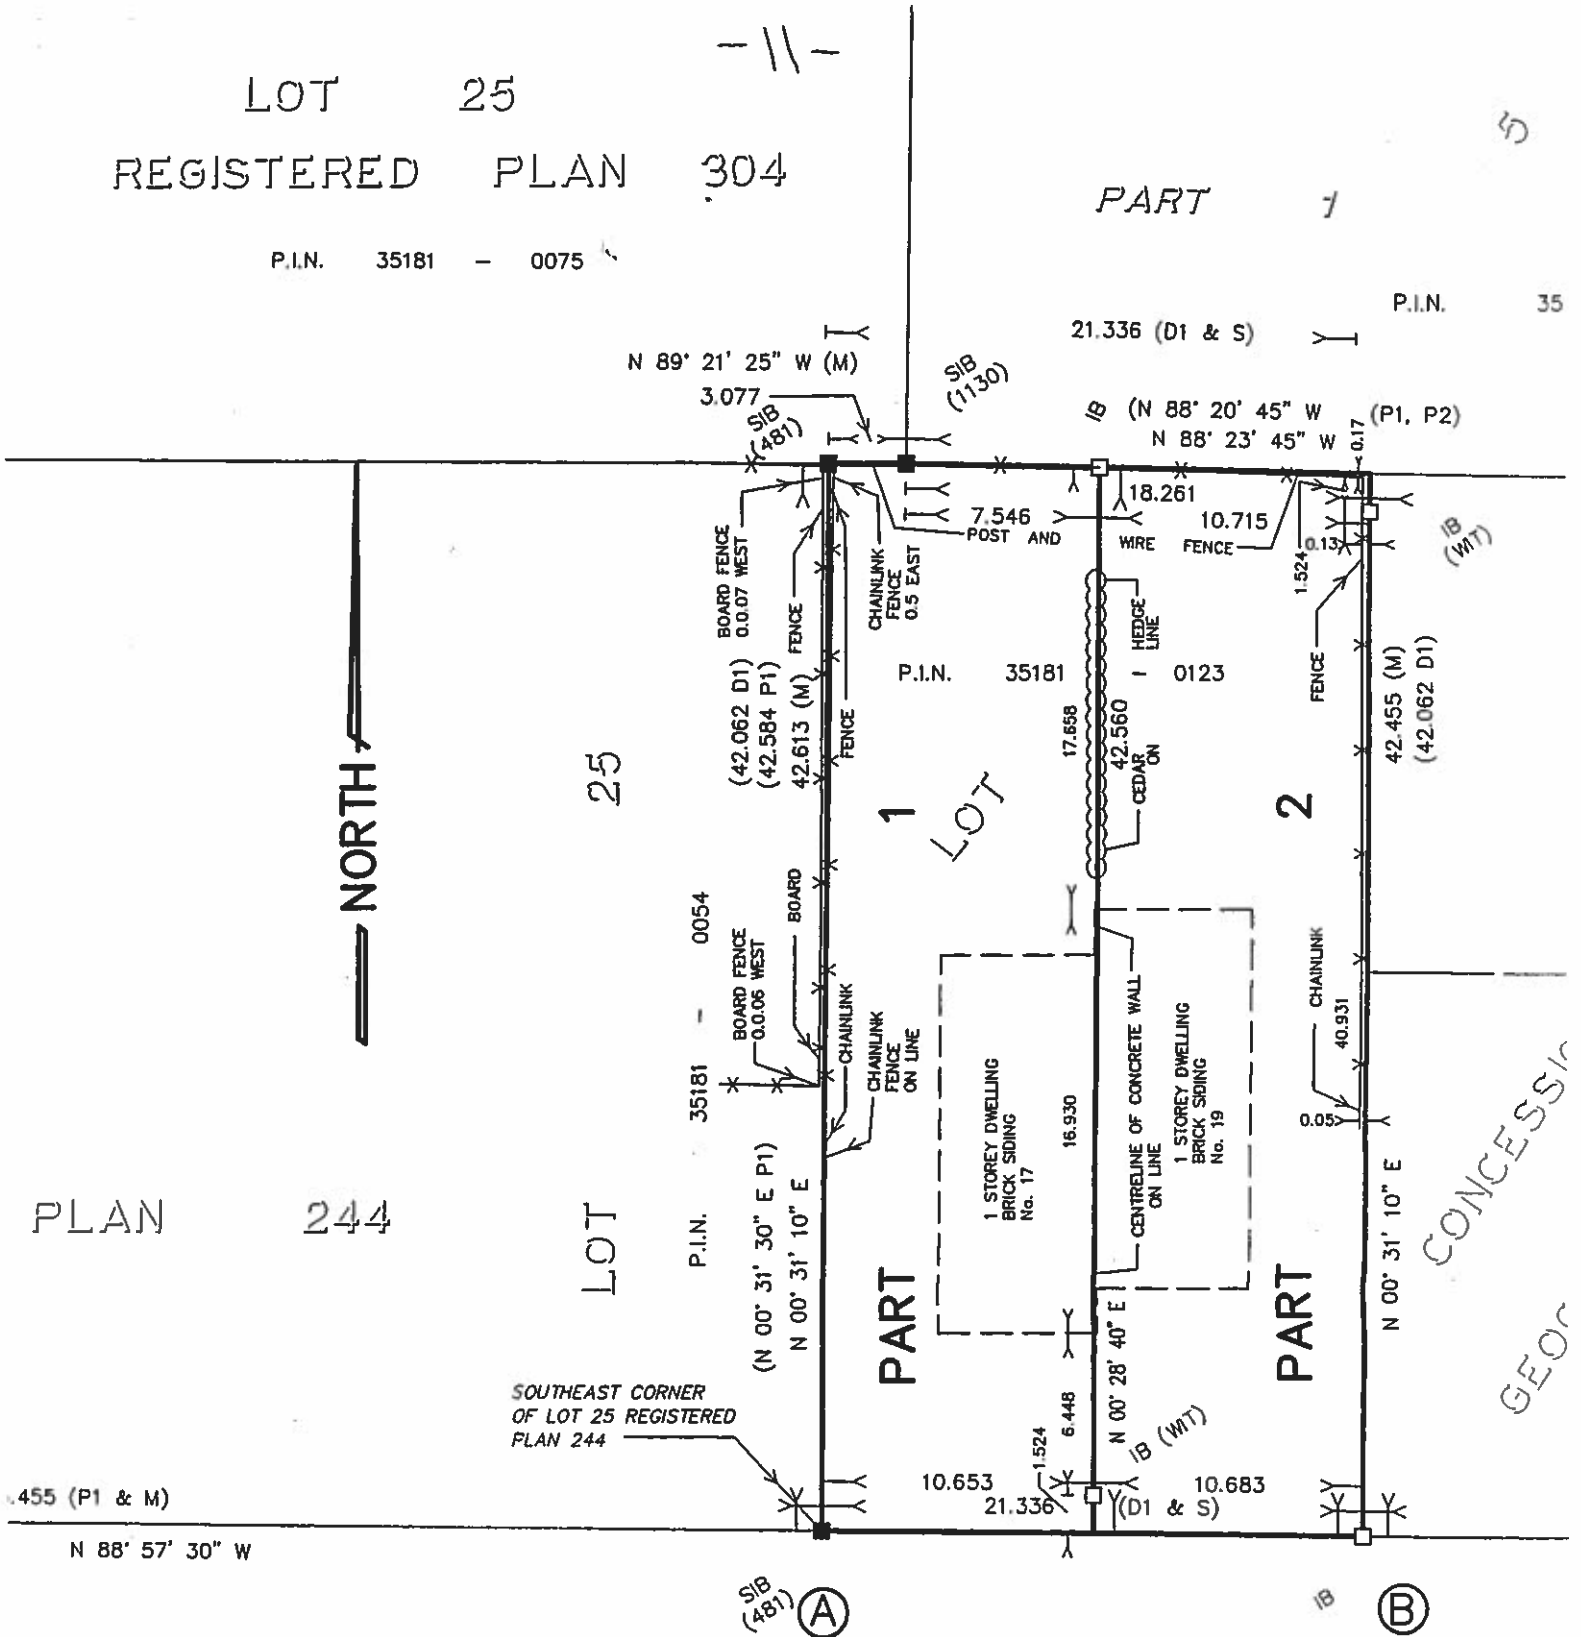 - \\ -
LOT 25
REGISTERED PLAN 304
P.I.N. 35181 - 0075
PART 1
P.I.N. 35
21.336 (D1 & S)
N 89° 21' 25" W (M)
3.077
SIB
(481)
SIB
(1130)
IB
(N 88° 20' 45" W (P1, P2)
N 88° 23' 45" W
0.17
18.261
7.546
10.715
POST AND WIRE FENCE
1.524
0.13
IB
(WIT)
BOARD FENCE
0.0.07 WEST
FENCE
CHAINLINK
FENCE
0.5 EAST
FENCE
HEDGE
LINE
CEDAR
ON
P.I.N. 35181 - 0123
17.658
42.560
FENCE
42.455 (M)
(42.062 D1)
(42.062 D1)
(42.584 P1)
42.613 (M)
NORTH
LOT 25
P.I.N. 35181 - 0054
BOARD FENCE
0.0.06 WEST
BOARD
CHAINLINK
CHAINLINK
FENCE
ON LINE
PART 1
LOT
PART 2
CHAINLINK
40.931
0.05
1 STOREY DWELLING
BRICK SIDING
No. 17
16.930
CENTRELINE OF CONCRETE WALL
ON LINE
1 STOREY DWELLING
BRICK SIDING
No. 19
PLAN 244
(N 00° 31' 30" E P1)
N 00° 31' 10" E
N 00° 31' 10" E
N 00° 28' 40" E
6.448
1.524
IB (WIT)
SOUTHEAST CORNER
OF LOT 25 REGISTERED
PLAN 244
10.653
10.683
21.336 (D1 & S)
.455 (P1 & M)
N 88° 57' 30" W
SIB
(481)
A
IB
B